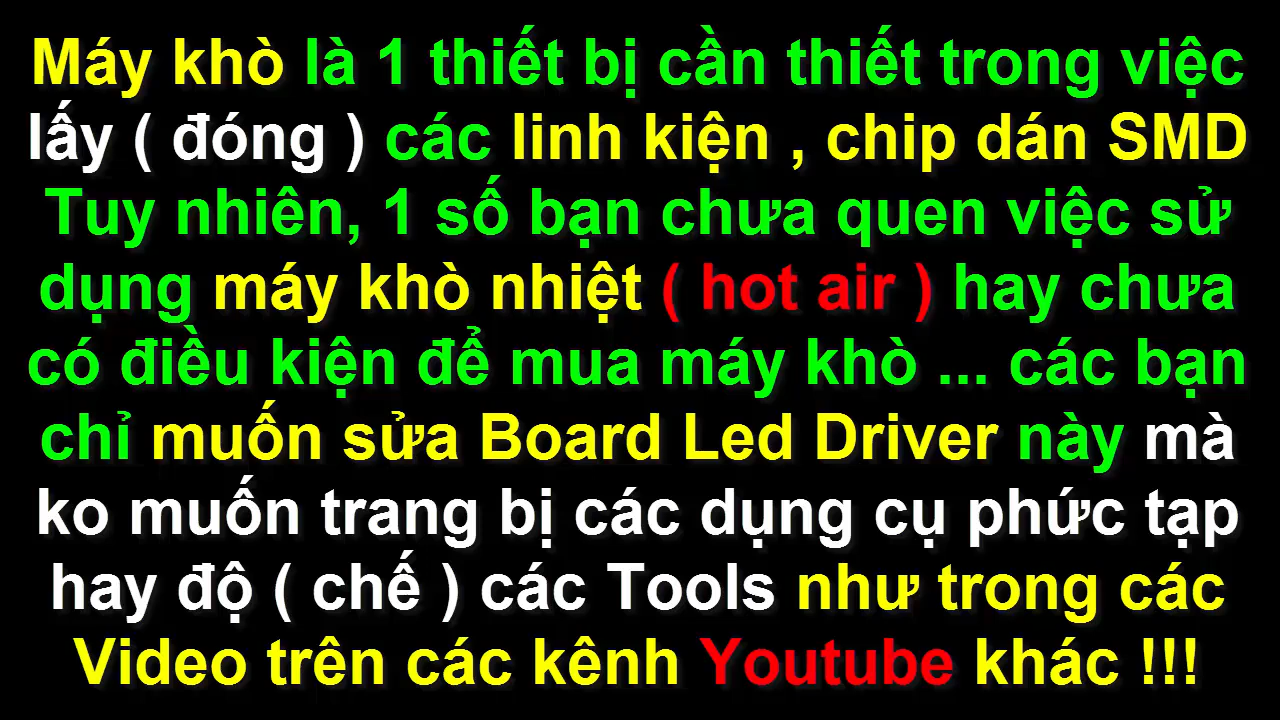 Máy khò là 1 thiết bị cần thiết trong việc
lấy ( đóng ) các linh kiện , chip dán SMD
Tuy nhiên, 1 số bạn chưa quen việc sử
dụng máy khò nhiệt ( hot air ) hay chưa
có điều kiện để mua máy khò ... các bạn
chỉ muốn sửa Board Led Driver này mà
ko muốn trang bị các dụng cụ phức tạp
hay độ ( chế ) các Tools như trong các
Video trên các kênh Youtube khác !!!